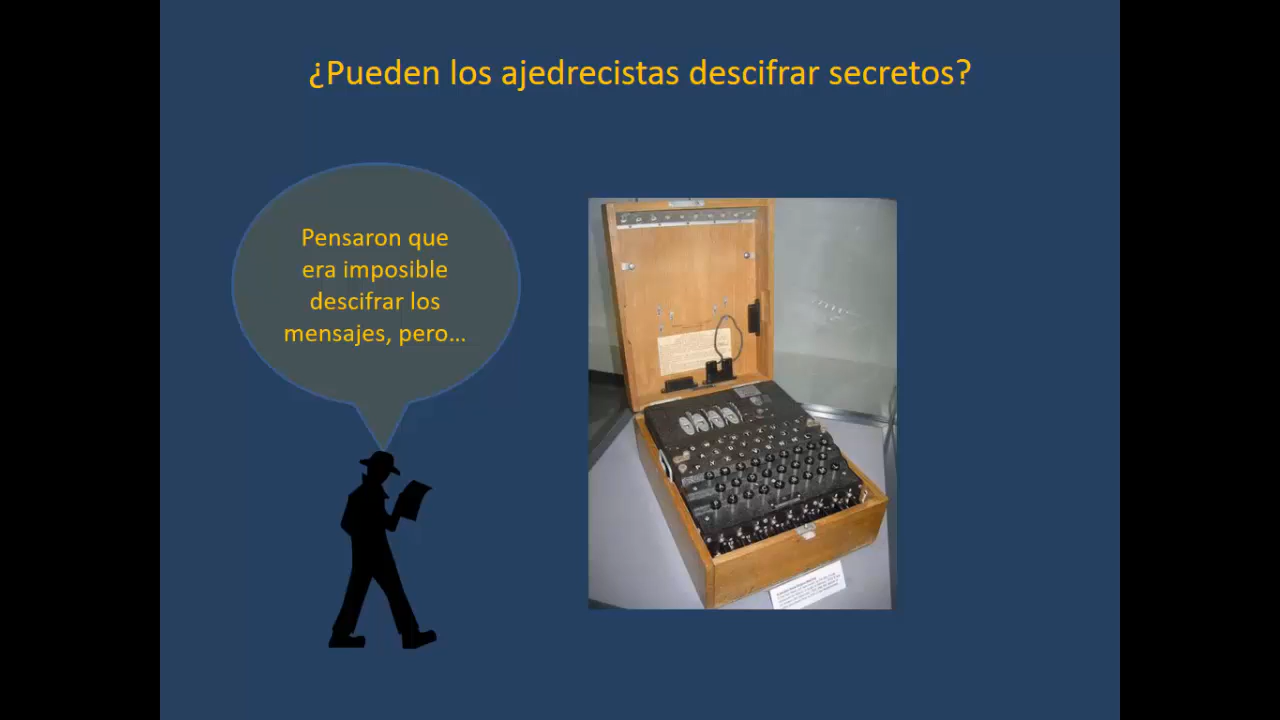 ¿Pueden los ajedrecistas descifrar secretos?
Pensaron que
era imposible
descifrar los
mensajes, pero...